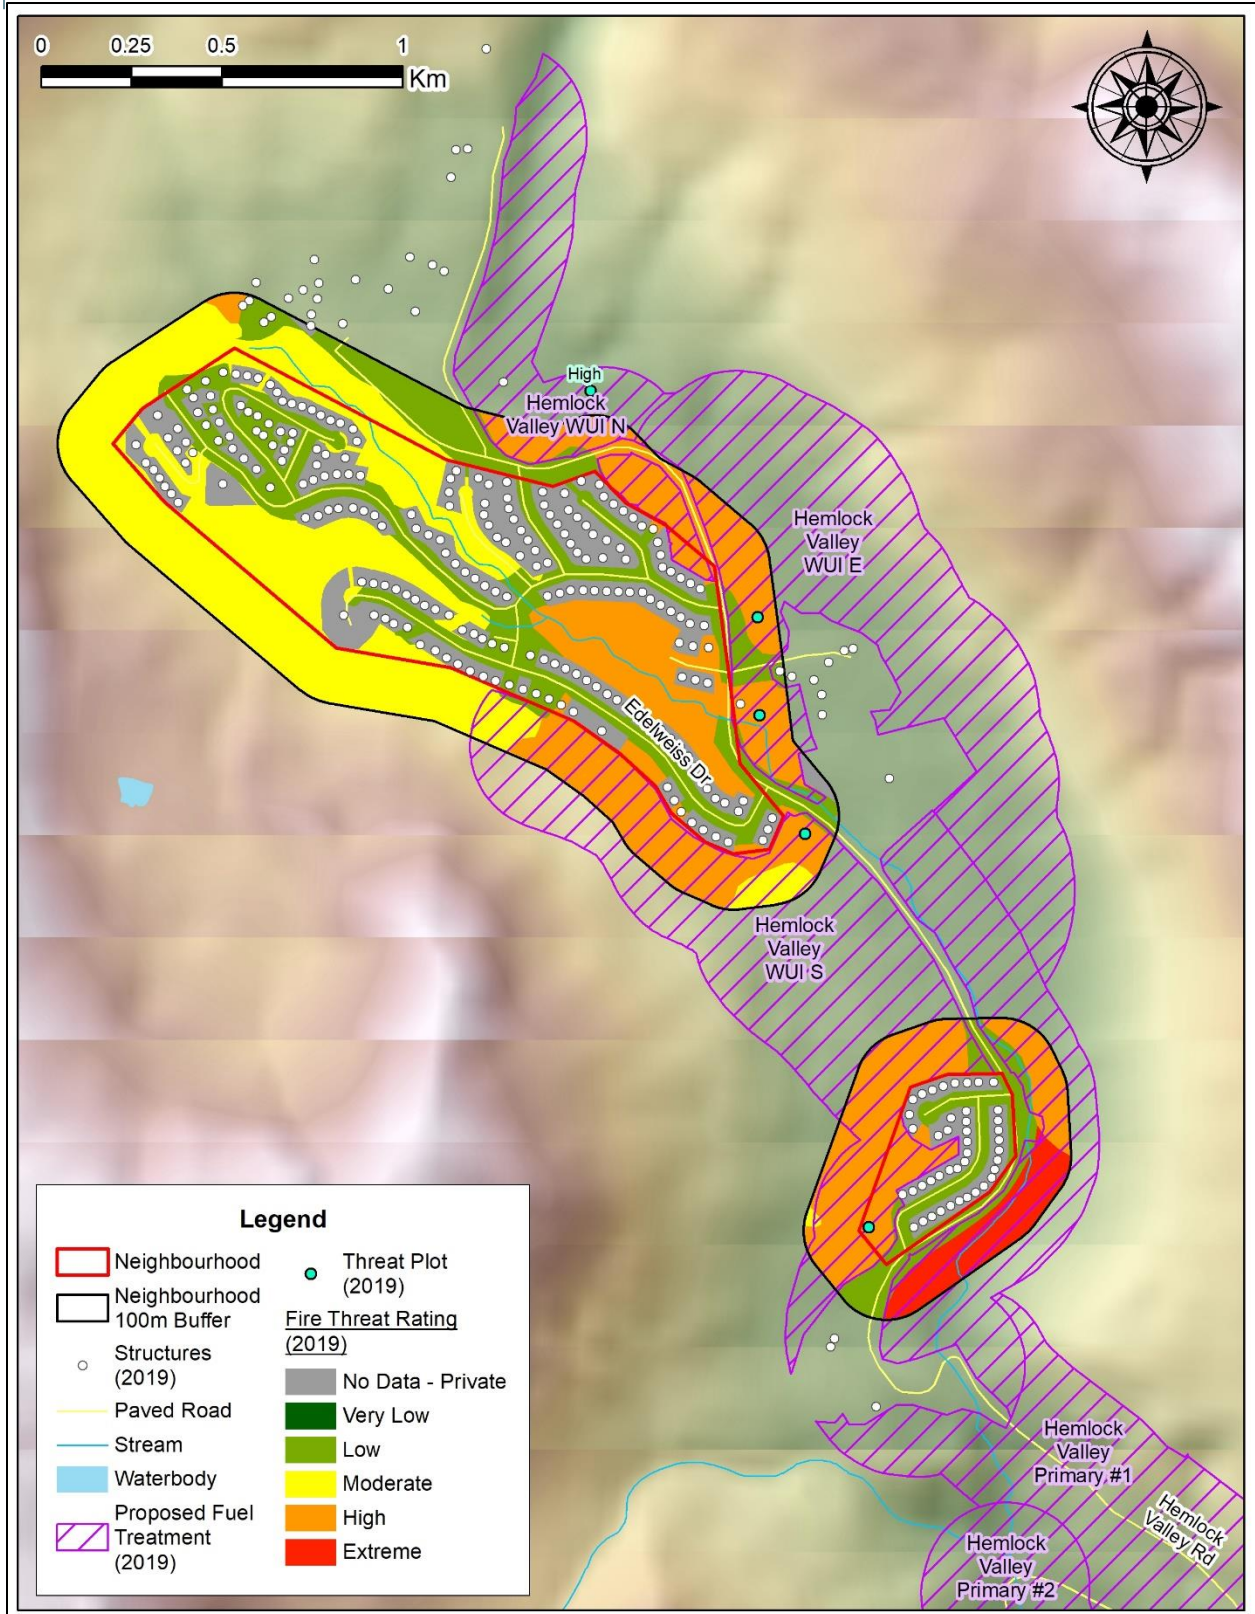 0 0.25 0.5 1
Km
High
Hemlock
Valley WUI N
Hemlock
Valley
WUI E
Edelweiss Dr
Hemlock
Valley
WUI S
Hemlock
Valley
Primary #1
Hemlock
Valley Rd
Hemlock
Valley
Primary #2
Legend
Neighbourhood
Neighbourhood
100m Buffer
Structures
(2019)
Paved Road
Stream
Waterbody
Proposed Fuel
Treatment
(2019)
Threat Plot
(2019)
Fire Threat Rating
(2019)
No Data - Private
Very Low
Low
Moderate
High
Extreme